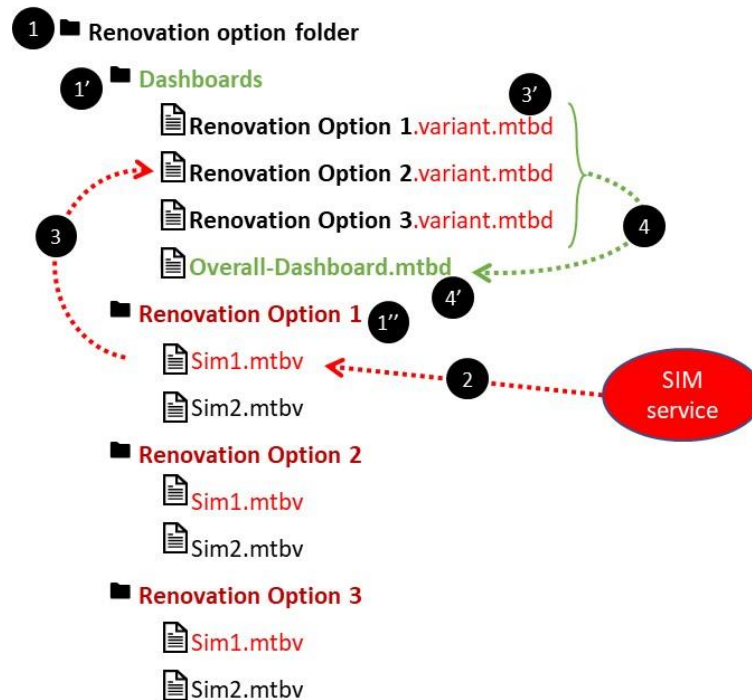 1 Renovation option folder
1’ Dashboards
3’
Renovation Option 1.variant.mtbd
Renovation Option 2.variant.mtbd
Renovation Option 3.variant.mtbd
3
4
Overall-Dashboard.mtbd
4’
Renovation Option 1 1’’
Sim1.mtbv
2
SIM
service
Sim2.mtbv
Renovation Option 2
Sim1.mtbv
Sim2.mtbv
Renovation Option 3
Sim1.mtbv
Sim2.mtbv